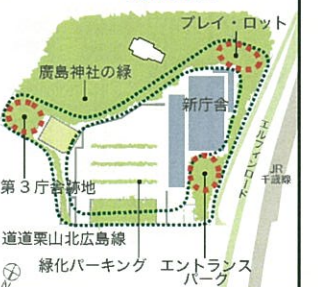 プレイ・ロット
廣島神社の緑
新庁舎
エルフィンロード
JR
千歳線
第3庁舎跡地
道道栗山北広島線
緑化パーキング
エントランス
パーク
N